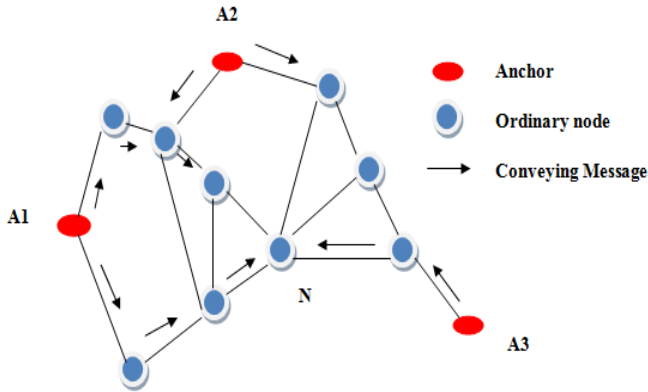 A2
Anchor
Ordinary node
Conveying Message
A1
N
A3